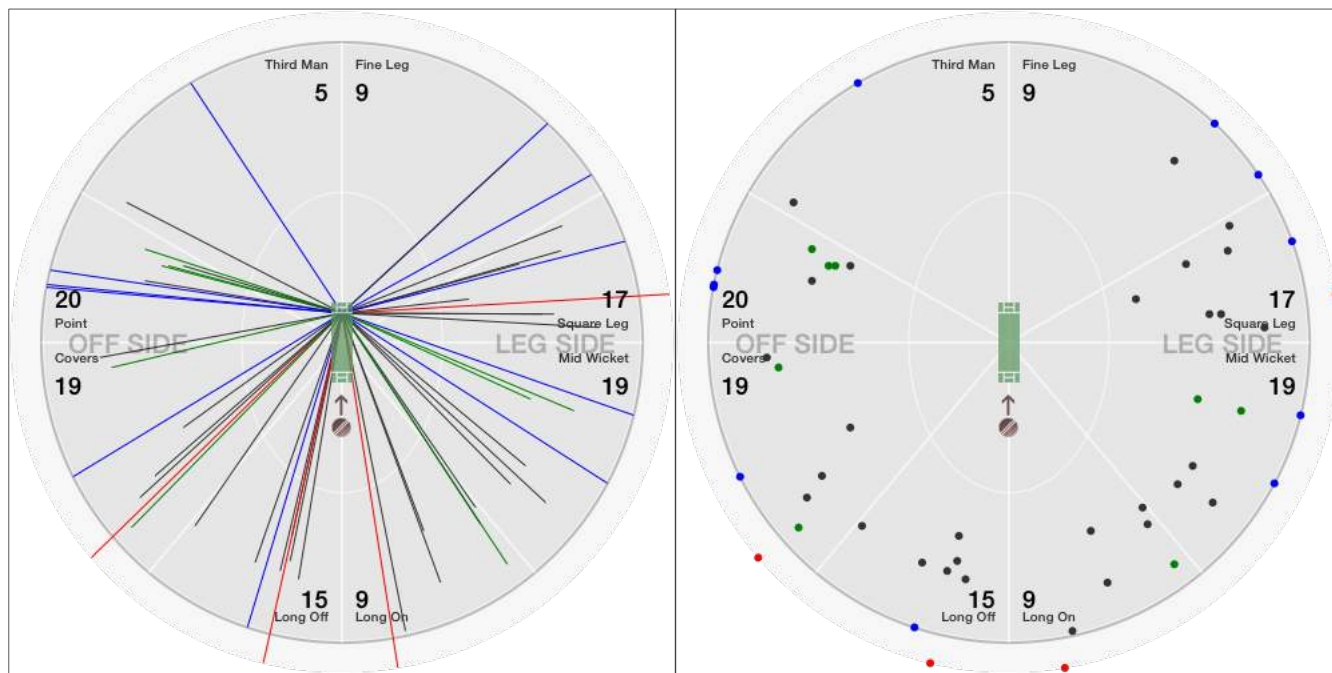 Third Man Fine Leg
5 9
20 17
Point Square Leg
OFF SIDE LEG SIDE
Covers Mid Wicket
19 19
15 9
Long Off Long On
Third Man Fine Leg
5 9
20 17
Point Square Leg
OFF SIDE LEG SIDE
Covers Mid Wicket
19 19
15 9
Long Off Long On